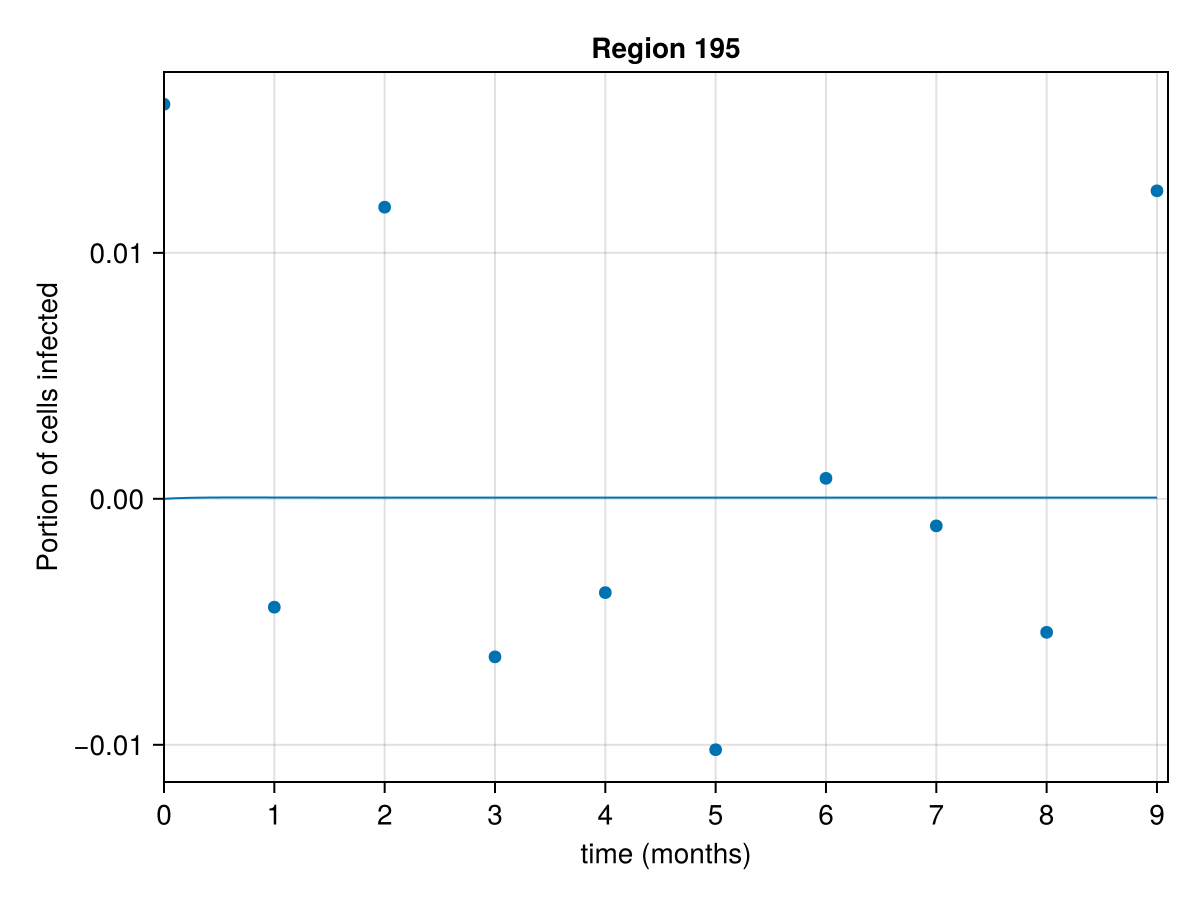 Region 195
Portion of cells infected
0.01
0.00
−0.01
0 1 2 3 4 5 6 7 8 9
time (months)